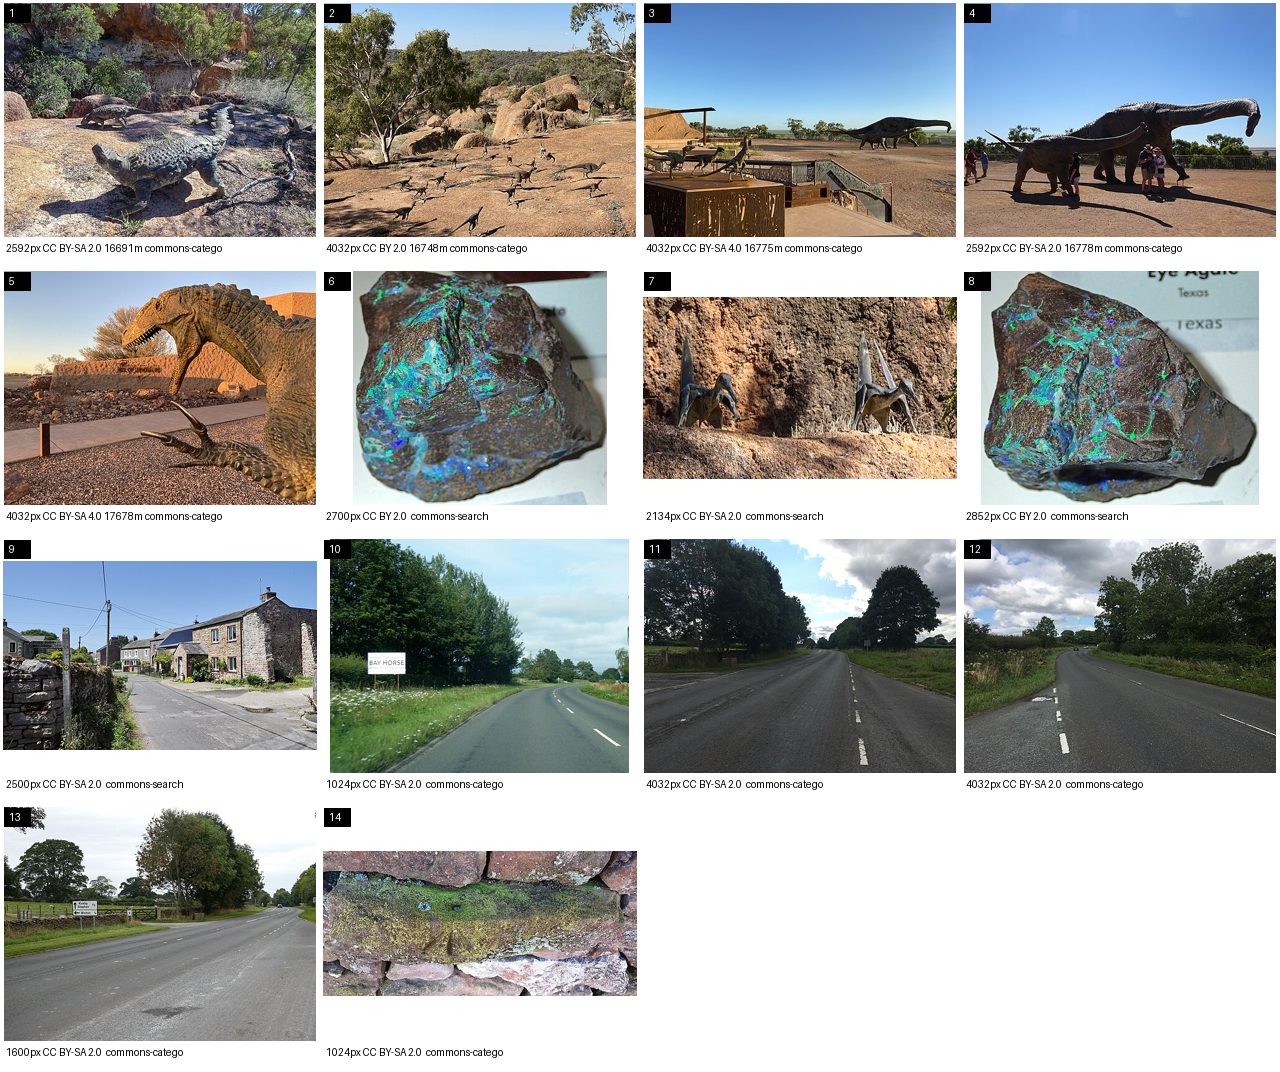 1
2
3
4
2592px CC BY-SA 2.0 16691m commons-catego
4032px CC BY 2.0 16748m commons-catego
4032px CC BY-SA 4.0 16775m commons-catego
2592px CC BY-SA 2.0 16778m commons-catego
5
6
7
8
Eye Agate
Texas
Texas
4032px CC BY-SA 4.0 17678m commons-catego
2700px CC BY 2.0 commons-search
2134px CC BY-SA 2.0 commons-search
2852px CC BY 2.0 commons-search
9
10
11
12
BAY HORSE
2500px CC BY-SA 2.0 commons-search
1024px CC BY-SA 2.0 commons-catego
4032px CC BY-SA 2.0 commons-catego
4032px CC BY-SA 2.0 commons-catego
13
14
1600px CC BY-SA 2.0 commons-catego
1024px CC BY-SA 2.0 commons-catego